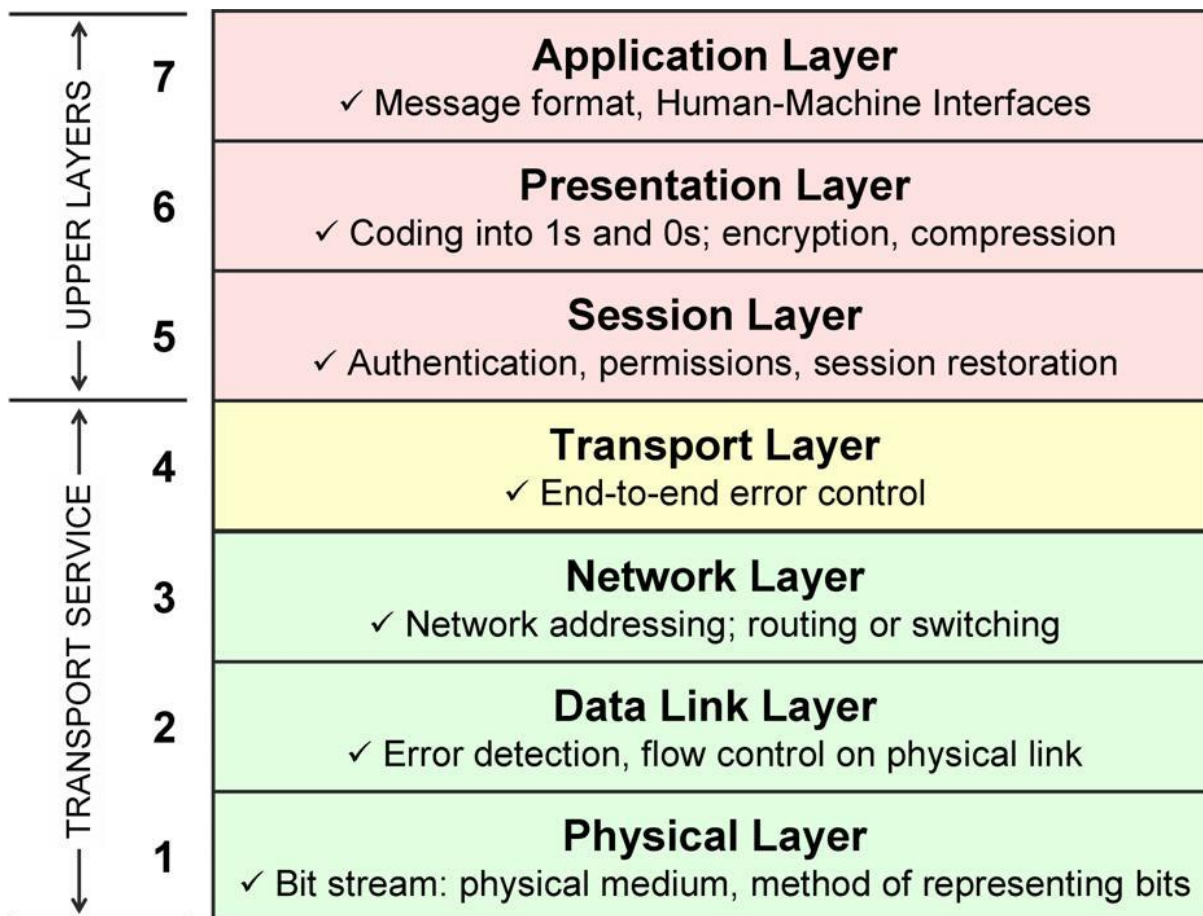 UPPER LAYERS
7
Application Layer
✓ Message format, Human-Machine Interfaces
6
Presentation Layer
✓ Coding into 1s and 0s; encryption, compression
5
Session Layer
✓ Authentication, permissions, session restoration
TRANSPORT SERVICE
4
Transport Layer
✓ End-to-end error control
3
Network Layer
✓ Network addressing; routing or switching
2
Data Link Layer
✓ Error detection, flow control on physical link
1
Physical Layer
✓ Bit stream: physical medium, method of representing bits